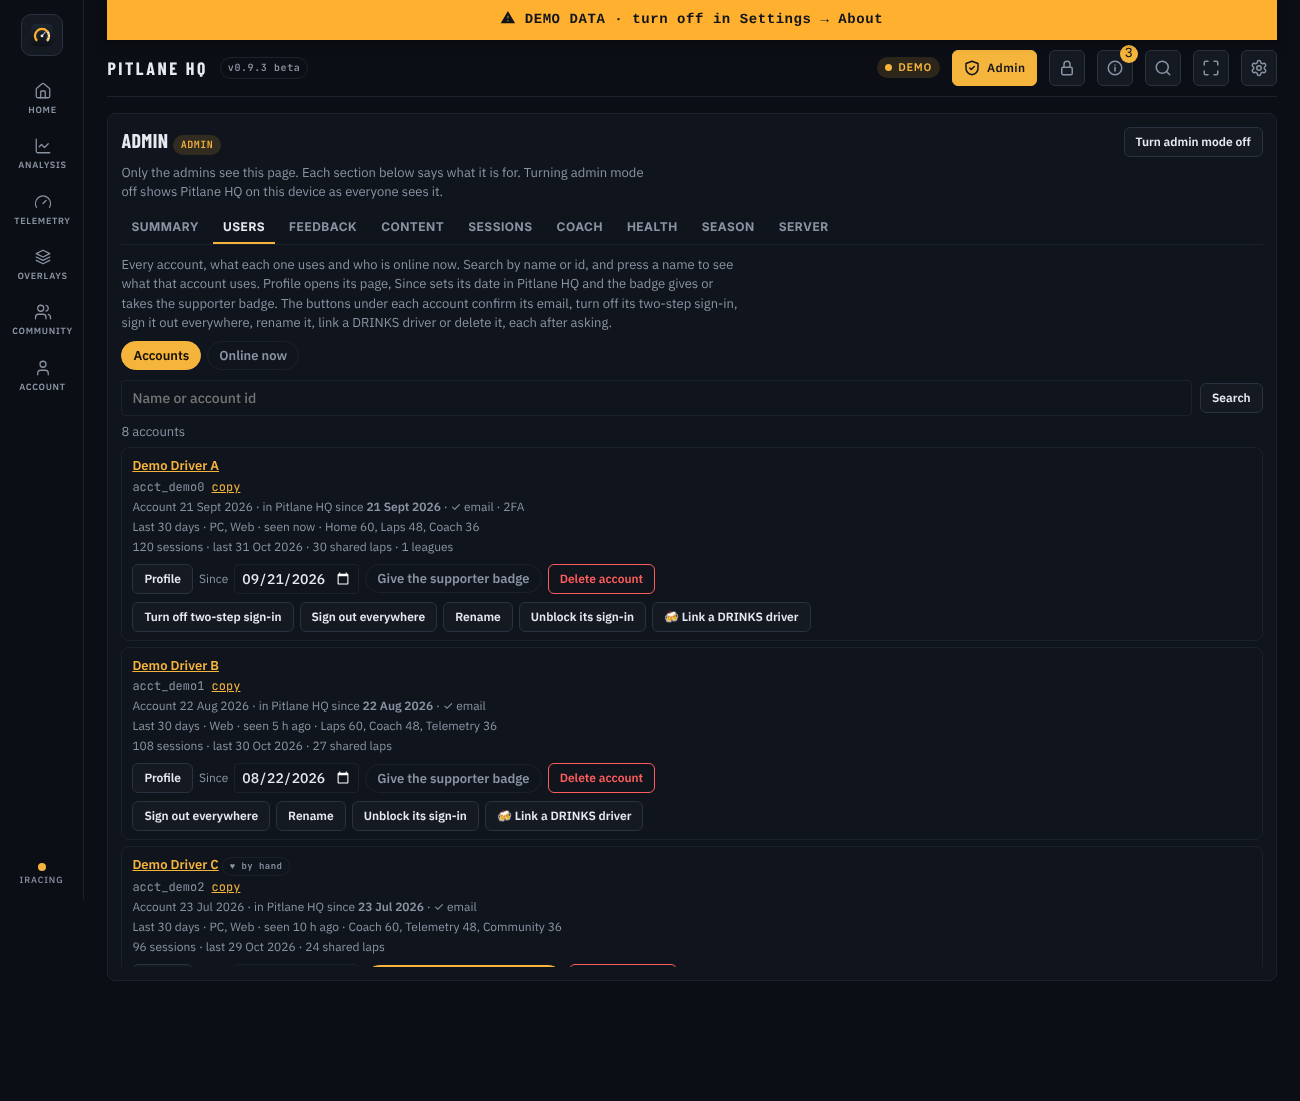 ⚠ DEMO DATA · turn off in Settings → About
PITLANE HQ
v0.9.3 beta
DEMO
Admin
3
HOME
ANALYSIS
TELEMETRY
OVERLAYS
COMMUNITY
ACCOUNT
IRACING
ADMIN
ADMIN
Turn admin mode off
Only the admins see this page. Each section below says what it is for. Turning admin mode
off shows Pitlane HQ on this device as everyone sees it.
SUMMARY USERS FEEDBACK CONTENT SESSIONS COACH HEALTH SEASON SERVER
Every account, what each one uses and who is online now. Search by name or id, and press a name to see
what that account uses. Profile opens its page, Since sets its date in Pitlane HQ and the badge gives or
takes the supporter badge. The buttons under each account confirm its email, turn off its two-step sign-in,
sign it out everywhere, rename it, link a DRINKS driver or delete it, each after asking.
Accounts Online now
Name or account id
Search
8 accounts
Demo Driver A
acct_demo0 copy
Account 21 Sept 2026 · in Pitlane HQ since 21 Sept 2026 · ✓ email · 2FA
Last 30 days · PC, Web · seen now · Home 60, Laps 48, Coach 36
120 sessions · last 31 Oct 2026 · 30 shared laps · 1 leagues
Profile Since 09/21/2026 Give the supporter badge Delete account
Turn off two-step sign-in Sign out everywhere Rename Unblock its sign-in 🍻 Link a DRINKS driver
Demo Driver B
acct_demo1 copy
Account 22 Aug 2026 · in Pitlane HQ since 22 Aug 2026 · ✓ email
Last 30 days · Web · seen 5 h ago · Laps 60, Coach 48, Telemetry 36
108 sessions · last 30 Oct 2026 · 27 shared laps
Profile Since 08/22/2026 Give the supporter badge Delete account
Sign out everywhere Rename Unblock its sign-in 🍻 Link a DRINKS driver
Demo Driver C ♥ by hand
acct_demo2 copy
Account 23 Jul 2026 · in Pitlane HQ since 23 Jul 2026 · ✓ email
Last 30 days · PC, Web · seen 10 h ago · Coach 60, Telemetry 48, Community 36
96 sessions · last 29 Oct 2026 · 24 shared laps